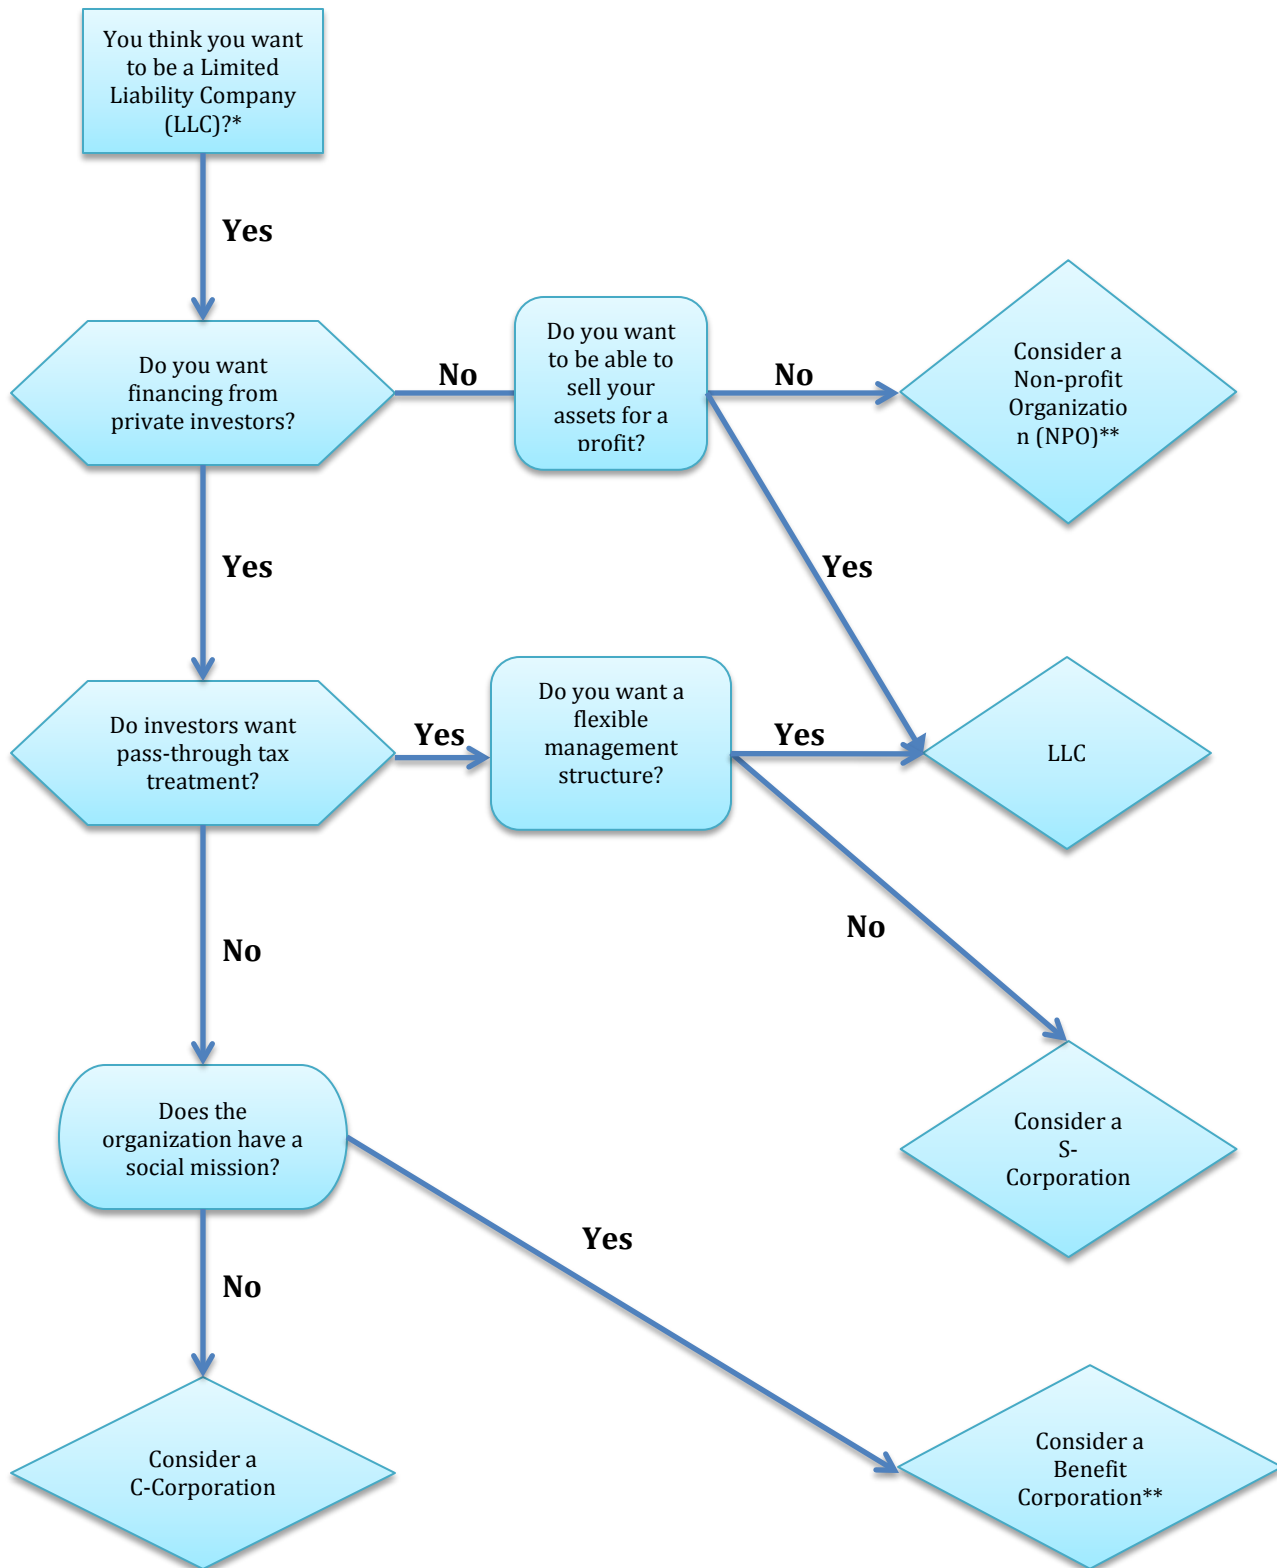 You think you want
to be a Limited
Liability Company
(LLC)?*
Yes
Do you want
financing from
private investors?
No
Do you want
to be able to
sell your
assets for a
profit?
No
Consider a
Non-profit
Organizatio
n (NPO)**
Yes
Yes
Do investors want
pass-through tax
treatment?
Yes
Do you want a
flexible
management
structure?
Yes
LLC
No
No
Does the
organization have a
social mission?
Consider a
S-
Corporation
Yes
No
Consider a
C-Corporation
Consider a
Benefit
Corporation**